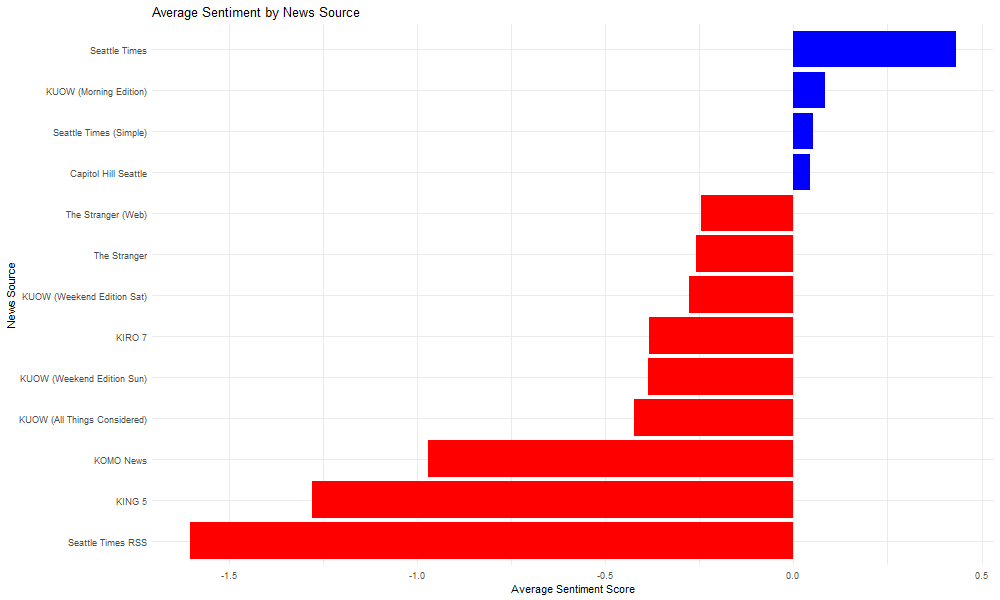 Average Sentiment by News Source
Seattle Times
KUOW (Morning Edition)
Seattle Times (Simple)
Capitol Hill Seattle
The Stranger (Web)
The Stranger
KUOW (Weekend Edition Sat)
KIRO 7
KUOW (Weekend Edition Sun)
KUOW (All Things Considered)
KOMO News
KING 5
Seattle Times RSS
News Source
-1.5 -1.0 -0.5 0.0 0.5
Average Sentiment Score